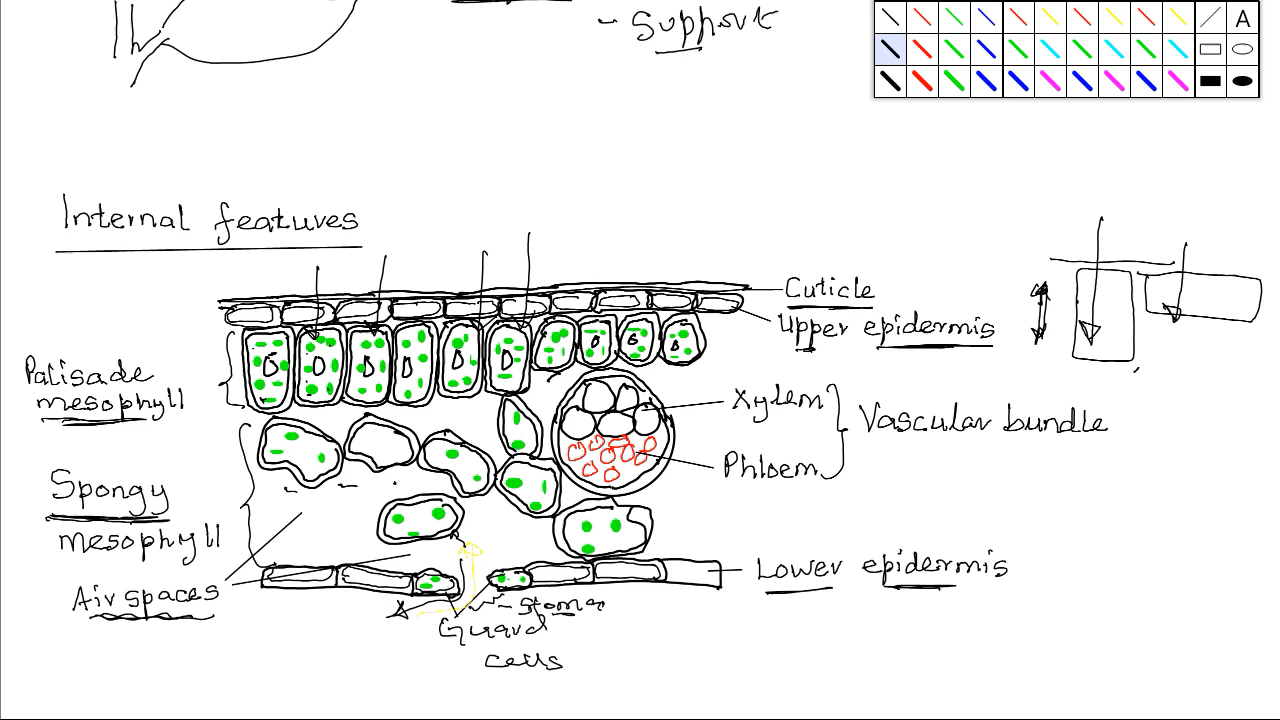 - Support
A
Internal features
Cuticle
Upper epidermis
Palisade
mesophyll
Xylem
Vascular bundle
Phloem
Spongy
mesophyll
Lower epidermis
Air spaces
- Stoma
Guard
cells